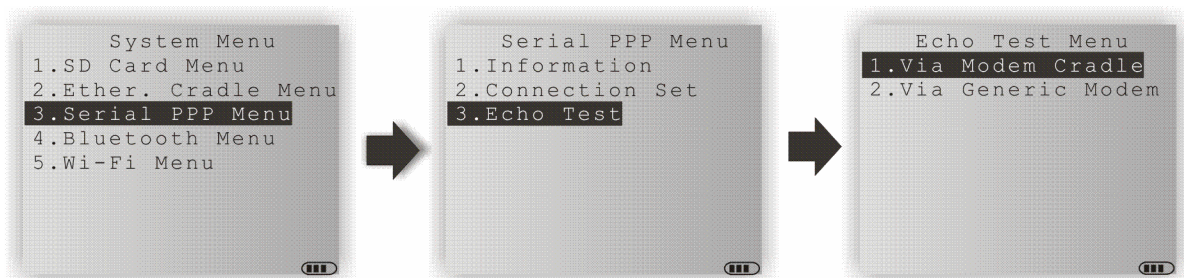 System Menu
1.SD Card Menu
2.Ether. Cradle Menu
3.Serial PPP Menu
4.Bluetooth Menu
5.Wi-Fi Menu
Serial PPP Menu
1.Information
2.Connection Set
3.Echo Test
Echo Test Menu
1.Via Modem Cradle
2.Via Generic Modem